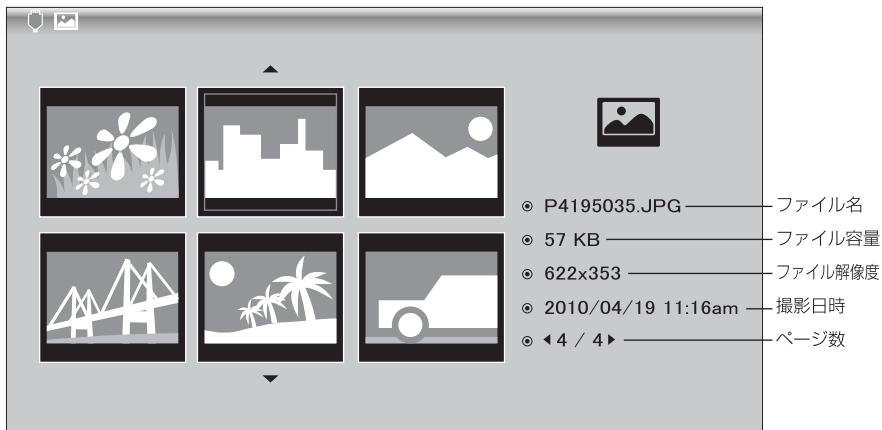 P4195035.JPG ファイル名
57 KB ファイル容量
622x353 ファイル解像度
2010/04/19 11:16am 撮影日時
4 / 4 ページ数